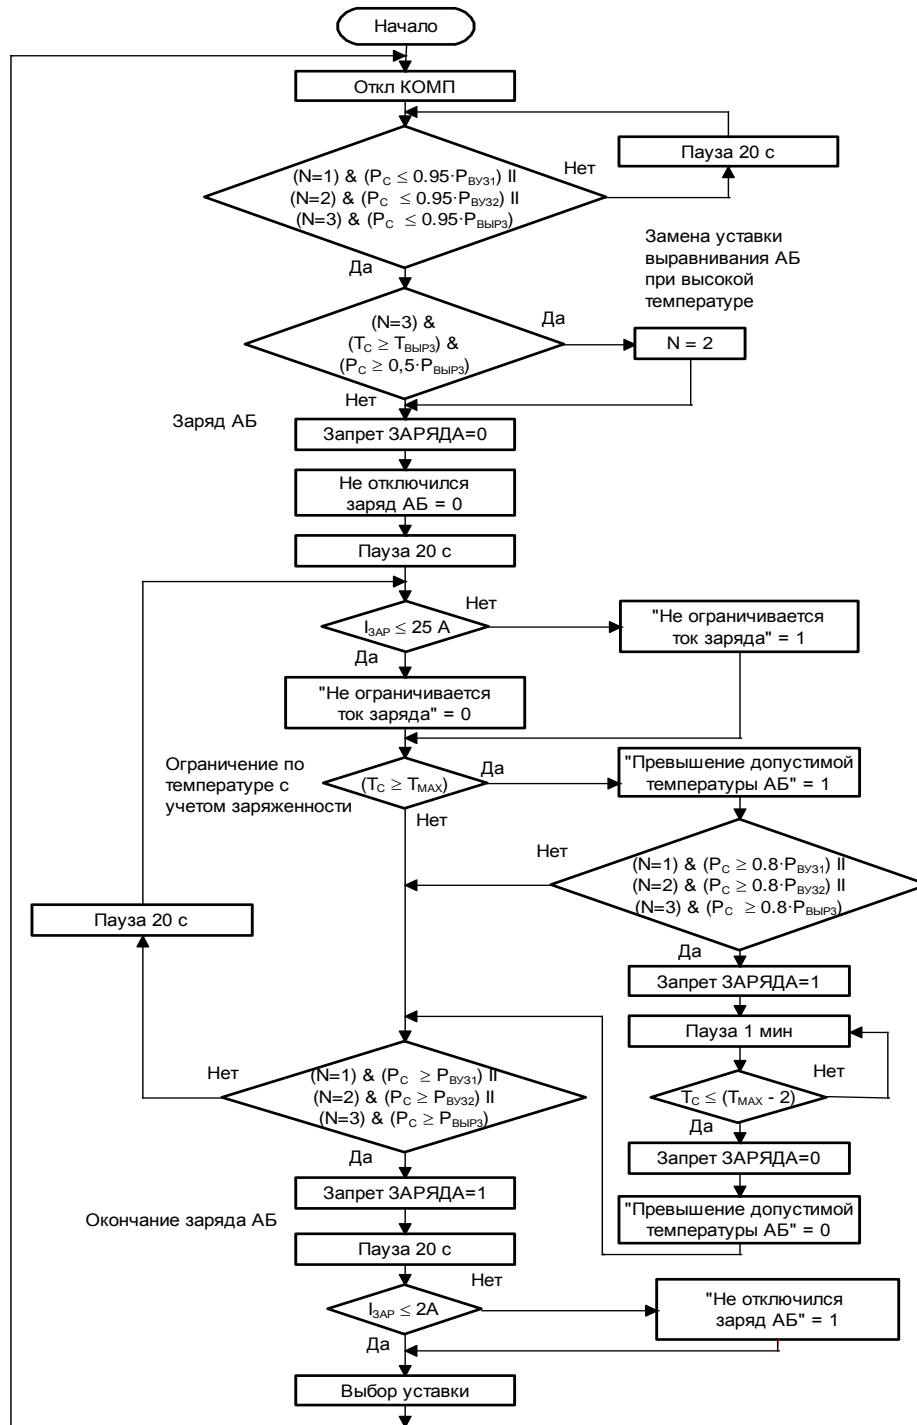 Начало
Откл КОМП
Пауза 20 с
(N=1) & (PC ≤ 0.95·PВУЗ1) II
(N=2) & (PC ≤ 0.95·PВУЗ2) II
(N=3) & (PC ≤ 0.95·PВЫР3)
Нет
Да
Замена уставки
выравнивания АБ
при высокой
температуре
(N=3) &
(TC ≥ TВЫР3) &
(PC ≥ 0,5·PВЫР3)
Да
N = 2
Нет
Заряд АБ
Запрет ЗАРЯДА=0
Не отключился
заряд АБ = 0
Пауза 20 с
IЗАР ≤ 25 А
Нет
"Не ограничивается
ток заряда" = 1
Да
"Не ограничивается
ток заряда" = 0
Ограничение по
температуре с
учетом заряженности
(TC ≥ TMAX)
Да
"Превышение допустимой
температуры АБ" = 1
Нет
Нет
(N=1) & (PC ≥ 0.8·PВУЗ1) II
(N=2) & (PC ≥ 0.8·PВУЗ2) II
(N=3) & (PC ≥ 0.8·PВЫР3)
Пауза 20 с
Да
Запрет ЗАРЯДА=1
Пауза 1 мин
Нет
TC ≤ (TMAX - 2)
Да
Нет
(N=1) & (PC ≥ PВУЗ1) II
(N=2) & (PC ≥ PВУЗ2) II
(N=3) & (PC ≥ PВЫР3)
Да
Запрет ЗАРЯДА=0
Запрет ЗАРЯДА=1
"Превышение допустимой
температуры АБ" = 0
Окончание заряда АБ
Пауза 20 с
IЗАР ≤ 2А
Нет
"Не отключился
заряд АБ" = 1
Да
Выбор уставки